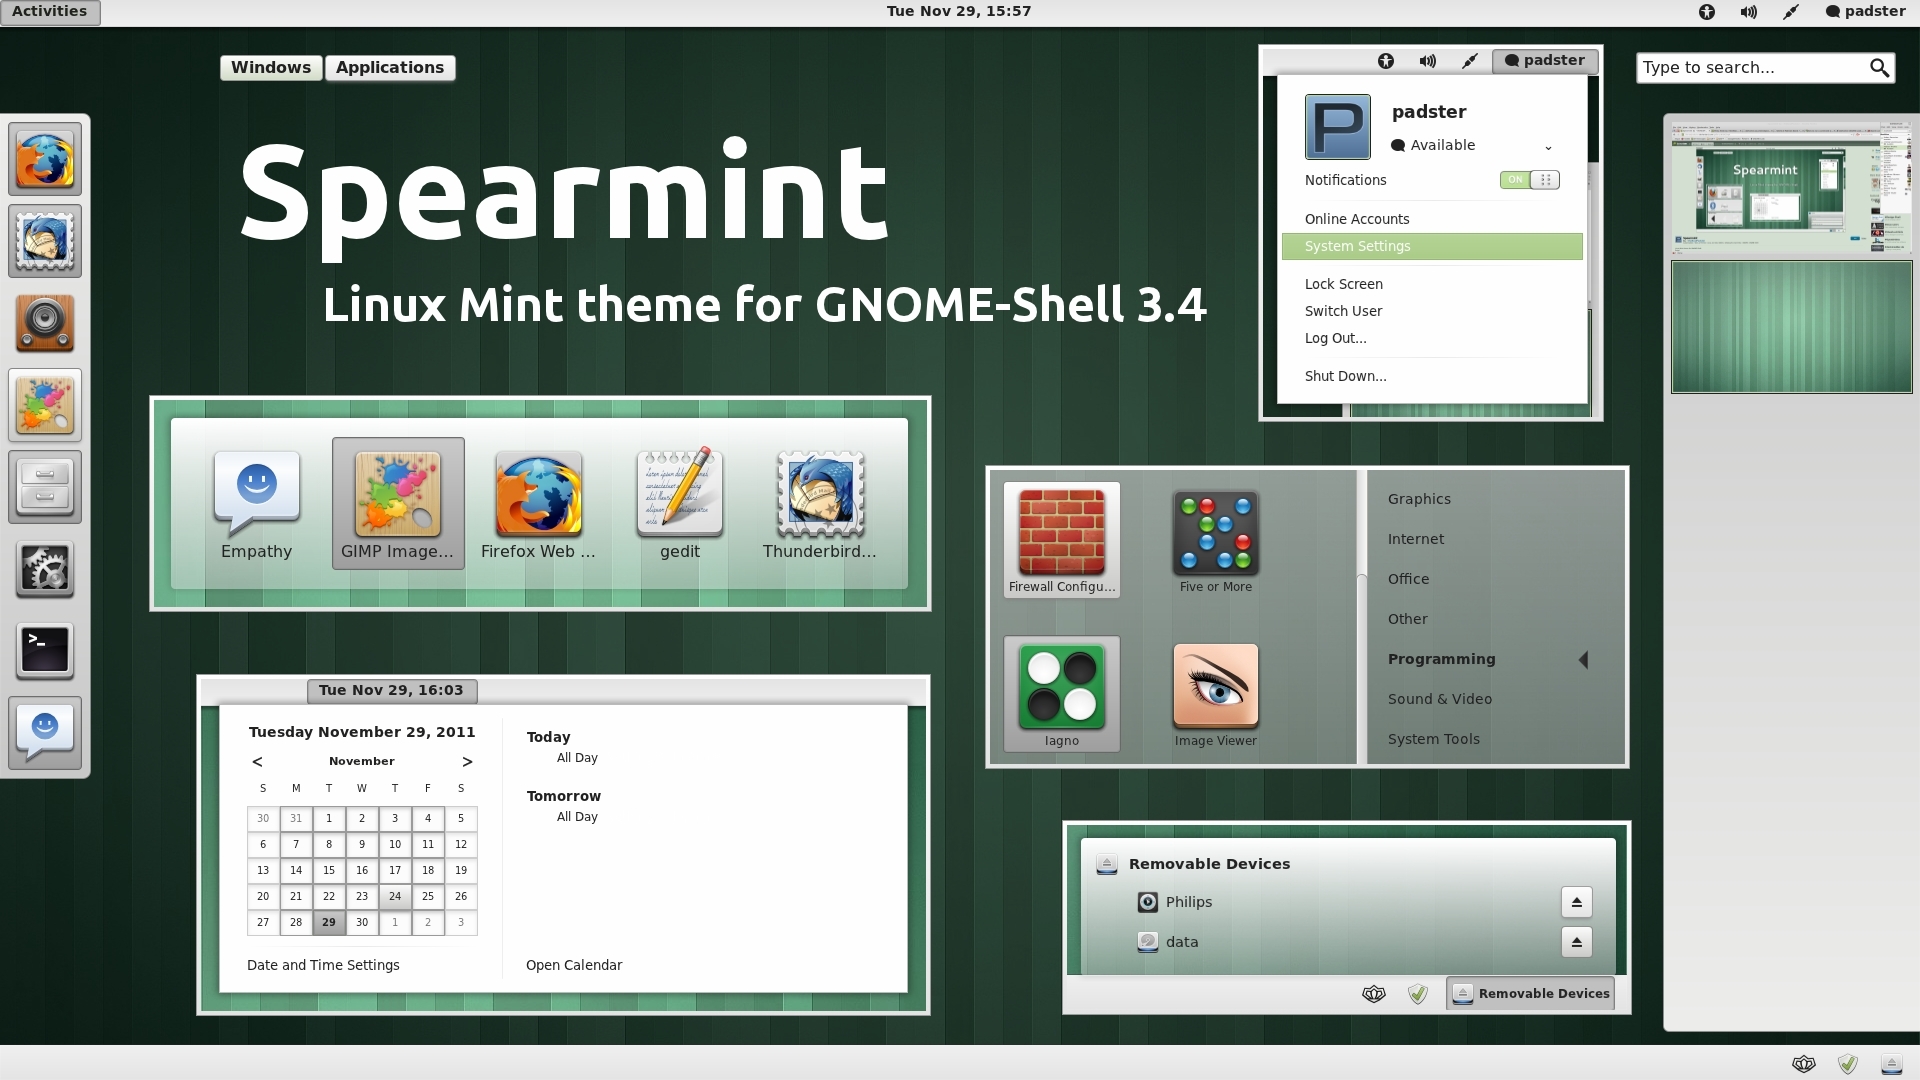 Activities
Tue Nov 29, 15:57
padster
Windows
Applications
Type to search...
Spearmint
Linux Mint theme for GNOME-Shell 3.4
padster
P
padster
Available
Notifications
ON
Online Accounts
System Settings
Lock Screen
Switch User
Log Out...
Shut Down...
Spearmint
Empathy
GIMP Image...
Firefox Web ...
gedit
Thunderbird...
Firewall Configu...
Five or More
Iagno
Image Viewer
Graphics
Internet
Office
Other
Programming
Sound & Video
System Tools
Tue Nov 29, 16:03
Tuesday November 29, 2011
< November >
S M T W T F S
30 31 1 2 3 4 5
6 7 8 9 10 11 12
13 14 15 16 17 18 19
20 21 22 23 24 25 26
27 28 29 30 1 2 3
Date and Time Settings
Today
All Day
Tomorrow
All Day
Open Calendar
Removable Devices
Philips
data
Removable Devices
>_